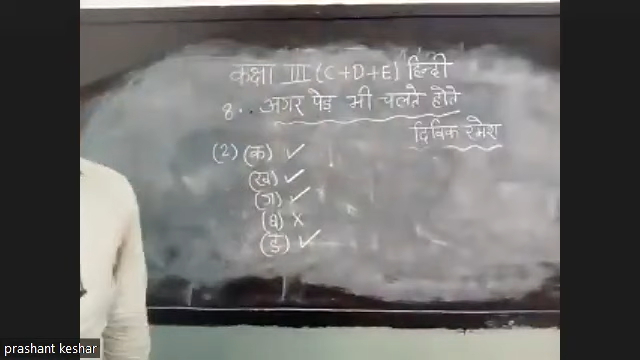 कक्षा III (C+D+E) हिन्दी
8. अगर पेड़ भी चलते होते
दिविक रमेश
(2) (क) ✓
(ख) ✓
(ग) ✓
(घ) ×
(ङ) ✓
prashant keshar